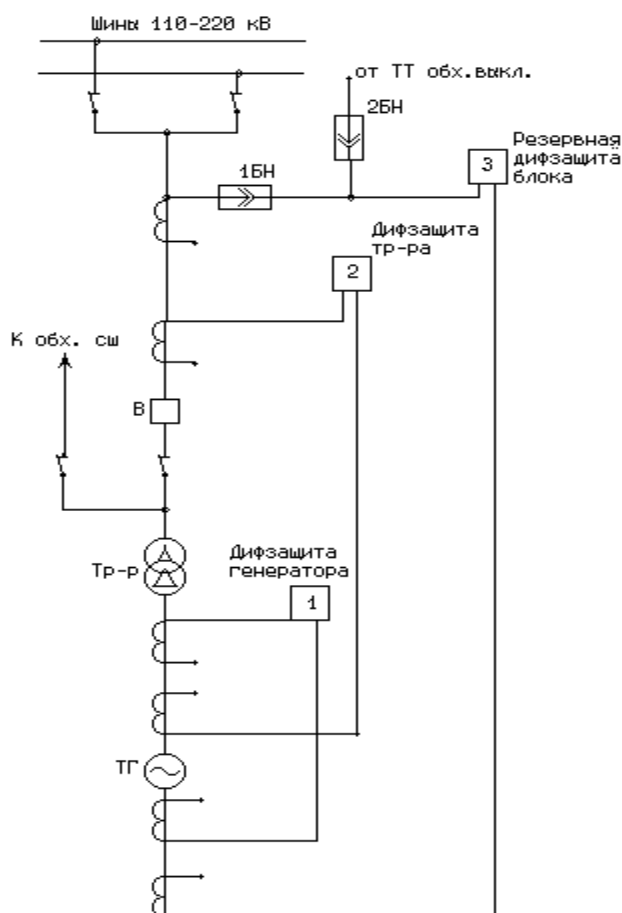 Шины 110-220 кВ
от ТТ обх.выкл.
2БН
Резервная
дифзащита
блока
3
1БН
Дифзащита
тр-ра
2
К обх. сш
В
Тр-р
Дифзащита
генератора
1
ТГ